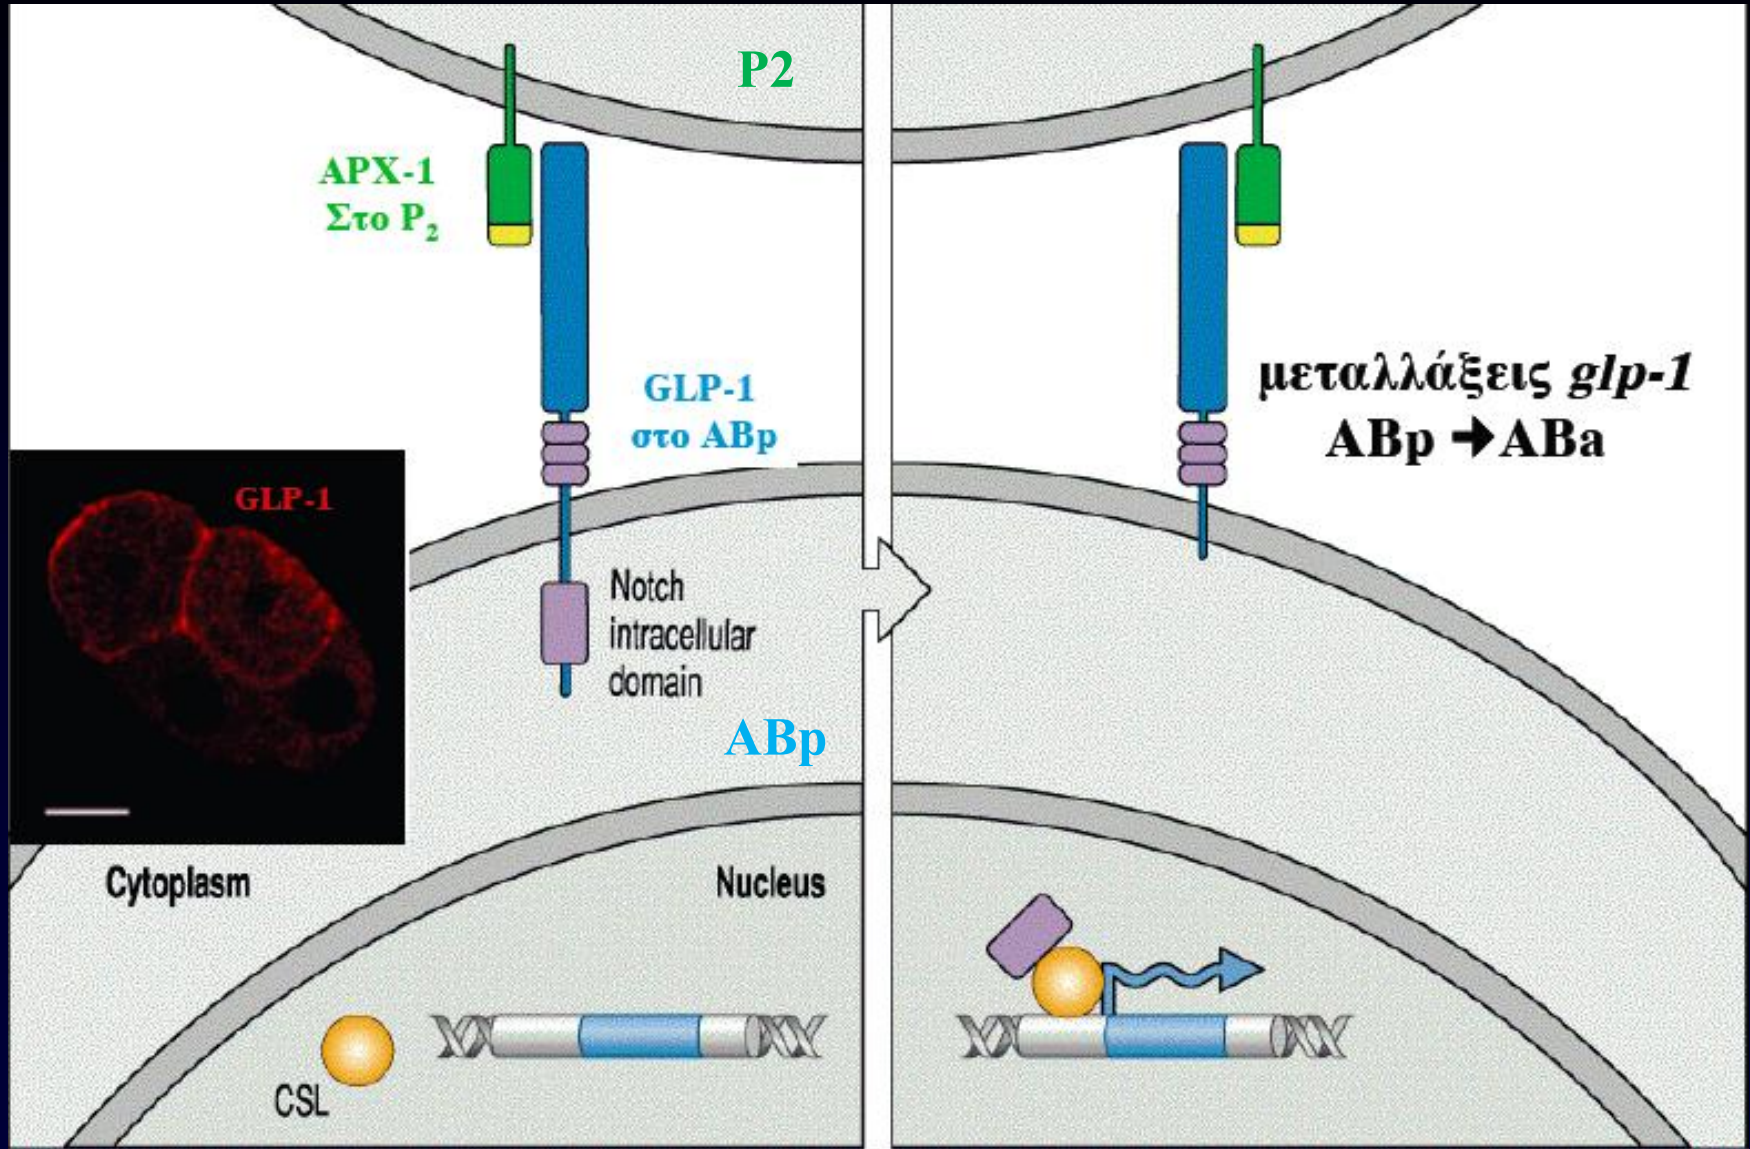 P2
APX-1
Στο P₂
GLP-1
στο ABp
μεταλλάξεις glp-1
ABp ➔ABa
GLP-1
Notch
intracellular
domain
ABp
Cytoplasm
Nucleus
CSL